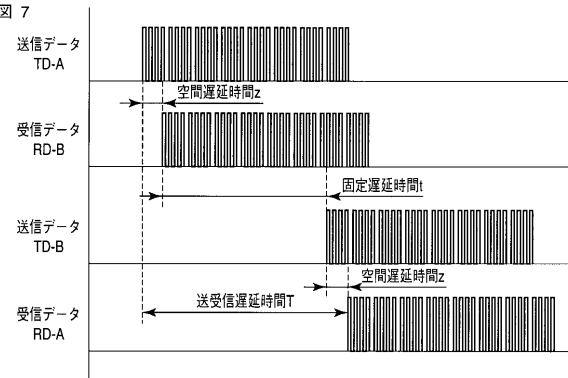 図 7
送信データ
TD-A
空間遅延時間z
受信データ
RD-B
固定遅延時間t
送信データ
TD-B
空間遅延時間z
送受信遅延時間T
受信データ
RD-A